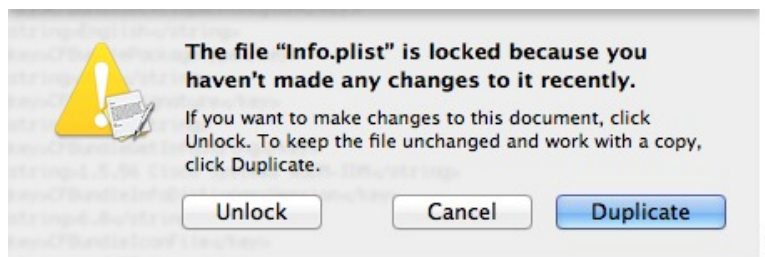 The file “Info.plist” is locked because you
haven't made any changes to it recently.
If you want to make changes to this document, click
Unlock. To keep the file unchanged and work with a copy,
click Duplicate.
Unlock
Cancel
Duplicate